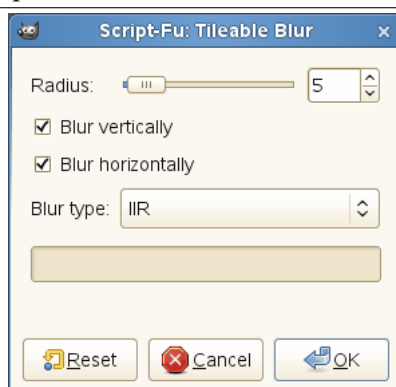 Script-Fu: Tileable Blur
Radius: 5
Blur vertically
Blur horizontally
Blur type: IIR
Reset Cancel OK